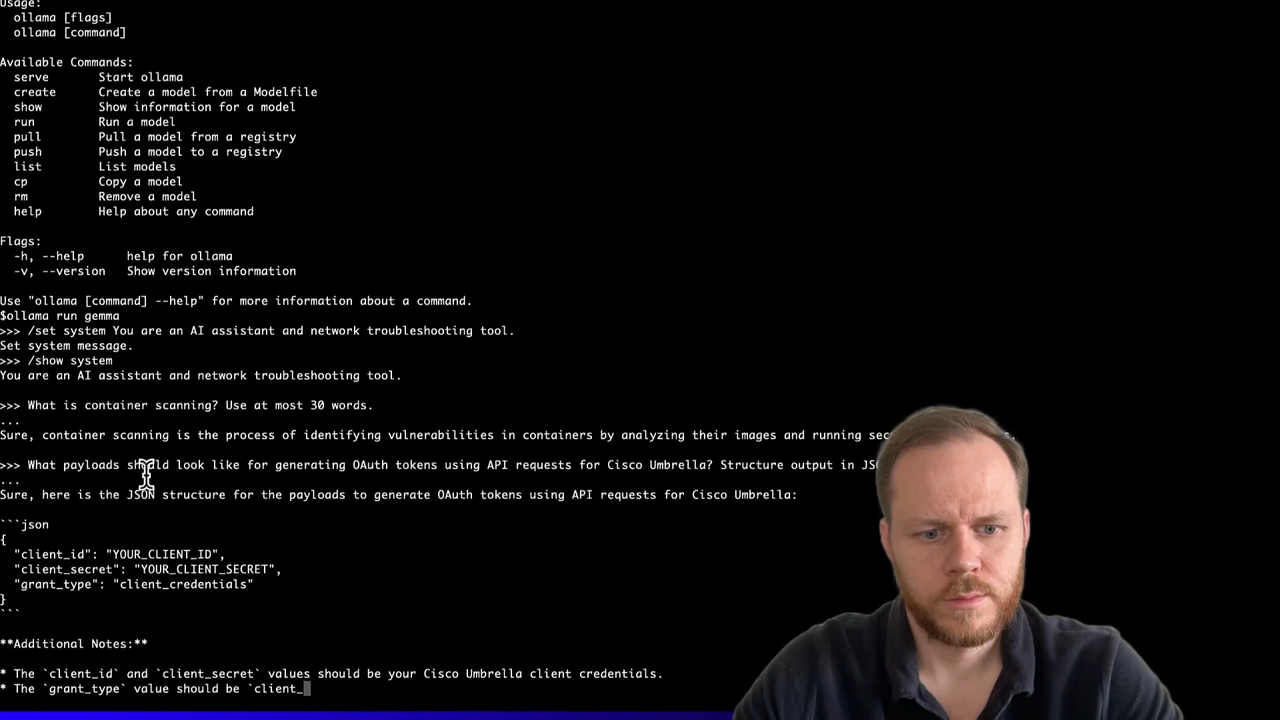 Usage:
ollama [flags]
ollama [command]
Available Commands:
serve Start ollama
create Create a model from a Modelfile
show Show information for a model
run Run a model
pull Pull a model from a registry
push Push a model to a registry
list List models
cp Copy a model
rm Remove a model
help Help about any command
Flags:
-h, --help help for ollama
-v, --version Show version information
Use "ollama [command] --help" for more information about a command.
$ollama run gemma
>>> /set system You are an AI assistant and network troubleshooting tool.
Set system message.
>>> /show system
You are an AI assistant and network troubleshooting tool.
>>> What is container scanning? Use at most 30 words.
...
Sure, container scanning is the process of identifying vulnerabilities in containers by analyzing their images and running
>>> What payloads should look like for generating OAuth tokens using API requests for Cisco Umbrella? Structure output in
...
Sure, here is the JSON structure for the payloads to generate OAuth tokens using API requests for Cisco Umbrella:
```json
{
"client_id": "YOUR_CLIENT_ID",
"client_secret": "YOUR_CLIENT_SECRET",
"grant_type": "client_credentials"
}
```
**Additional Notes:**
* The `client_id` and `client_secret` values should be your Cisco Umbrella client credentials.
* The `grant_type` value should be `client_